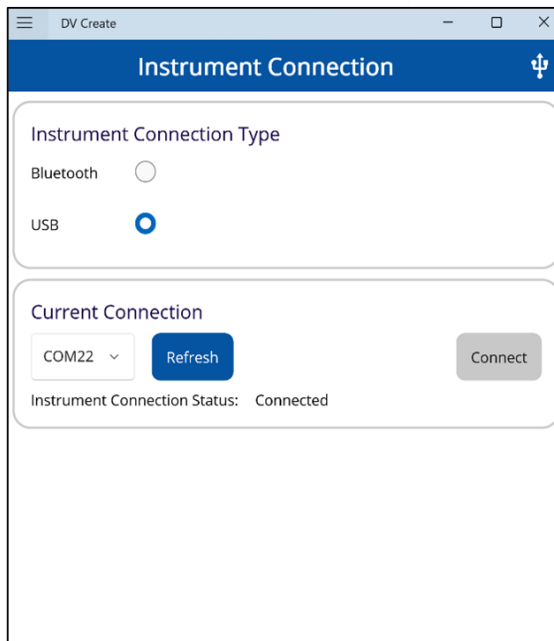 DV Create
Instrument Connection
Instrument Connection Type
Bluetooth
USB
Current Connection
COM22 Refresh Connect
Instrument Connection Status: Connected